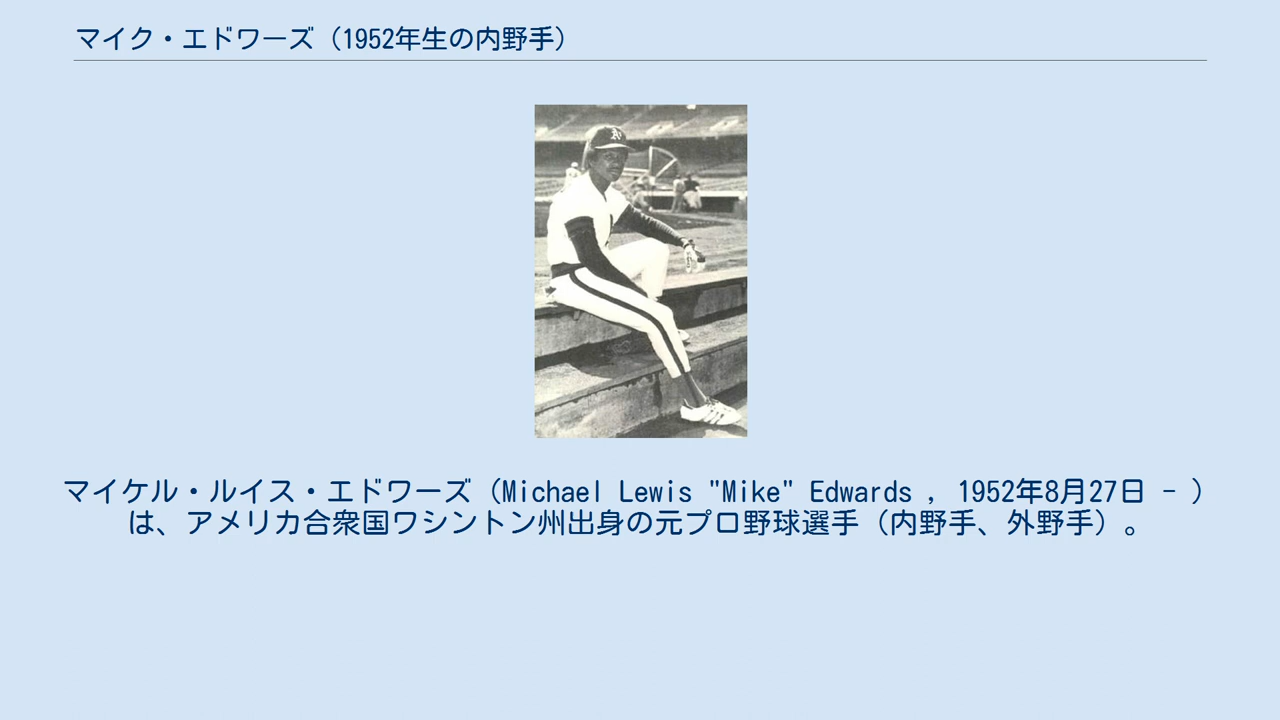 マイク・エドワーズ（1952年生の内野手）
A's
マイケル・ルイス・エドワーズ（Michael Lewis "Mike" Edwards , 1952年8月27日 - ）
は、アメリカ合衆国ワシントン州出身の元プロ野球選手（内野手、外野手）。